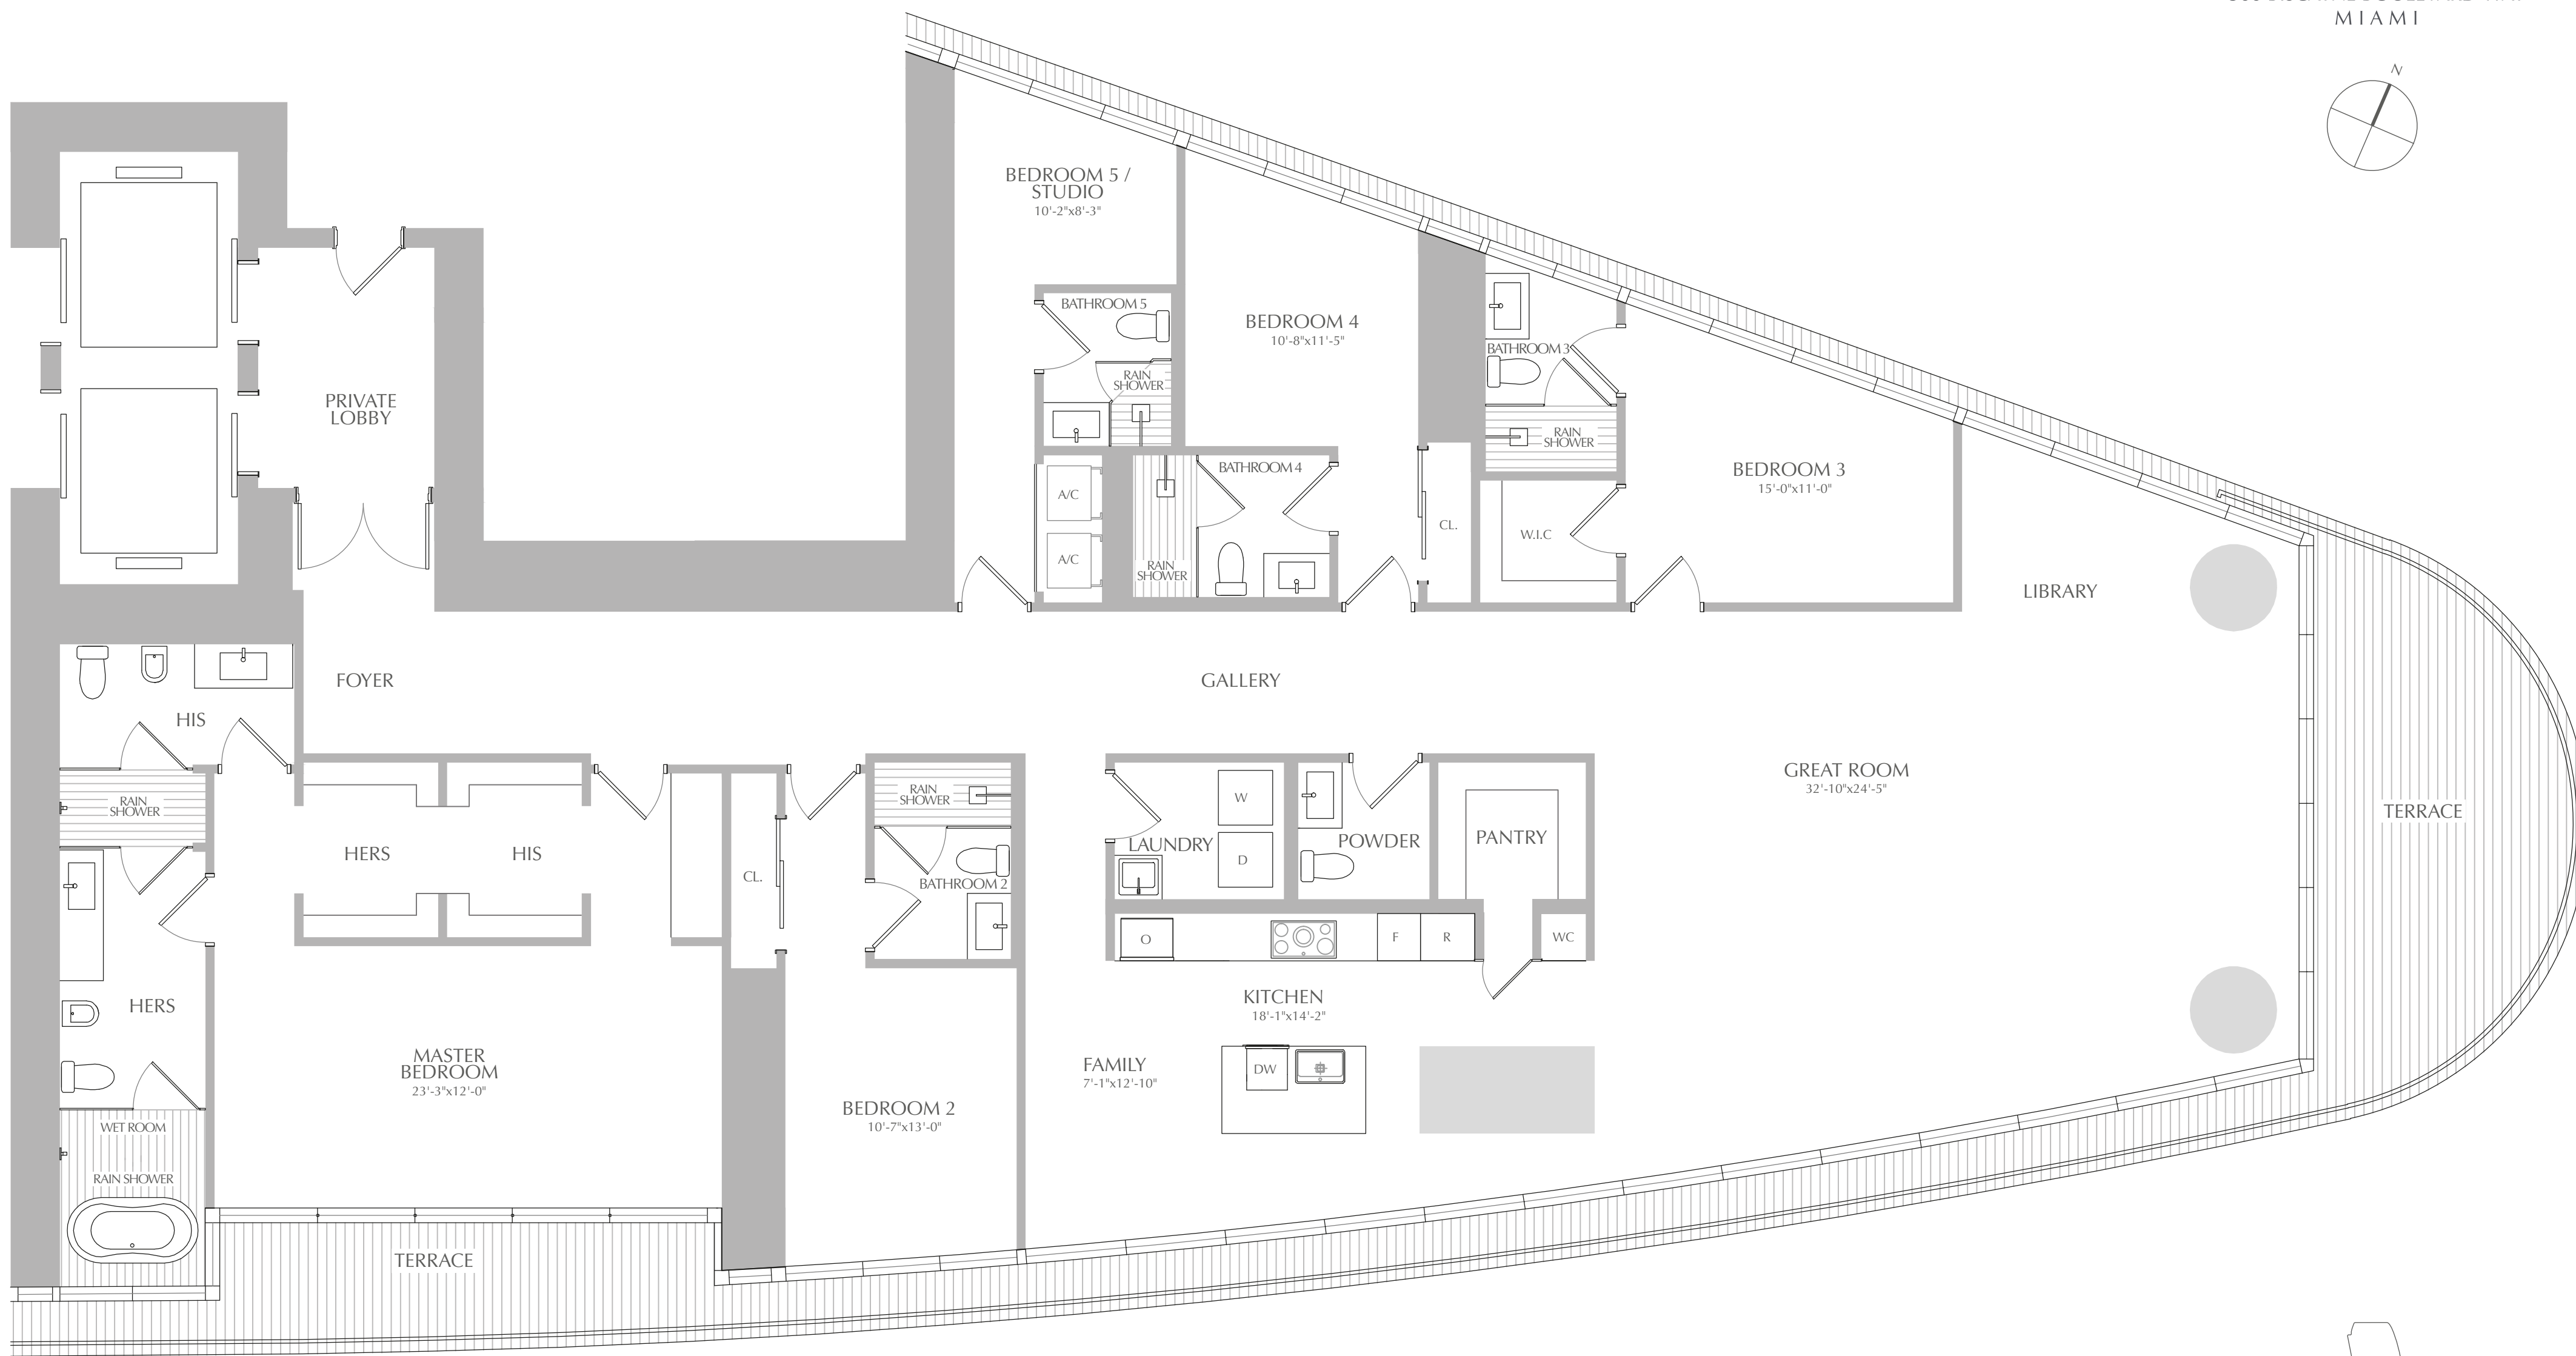 MIAMI
N
BEDROOM 5 /
STUDIO
10'-2"x8'-3"
BATHROOM 5
RAIN
SHOWER
BEDROOM 4
10'-8"x11'-5"
BATHROOM 3
RAIN
SHOWER
PRIVATE
LOBBY
A/C
A/C
BATHROOM 4
RAIN
SHOWER
CL.
W.I.C
BEDROOM 3
15'-0"x11'-0"
LIBRARY
FOYER
GALLERY
HIS
RAIN
SHOWER
HERS
HIS
CL.
RAIN
SHOWER
BATHROOM 2
W
D
LAUNDRY
POWDER
PANTRY
GREAT ROOM
32'-10"x24'-5"
TERRACE
O
F
R
WC
HERS
KITCHEN
18'-1"x14'-2"
MASTER
BEDROOM
23'-3"x12'-0"
FAMILY
7'-1"x12'-10"
DW
BEDROOM 2
10'-7"x13'-0"
WET ROOM
RAIN SHOWER
TERRACE